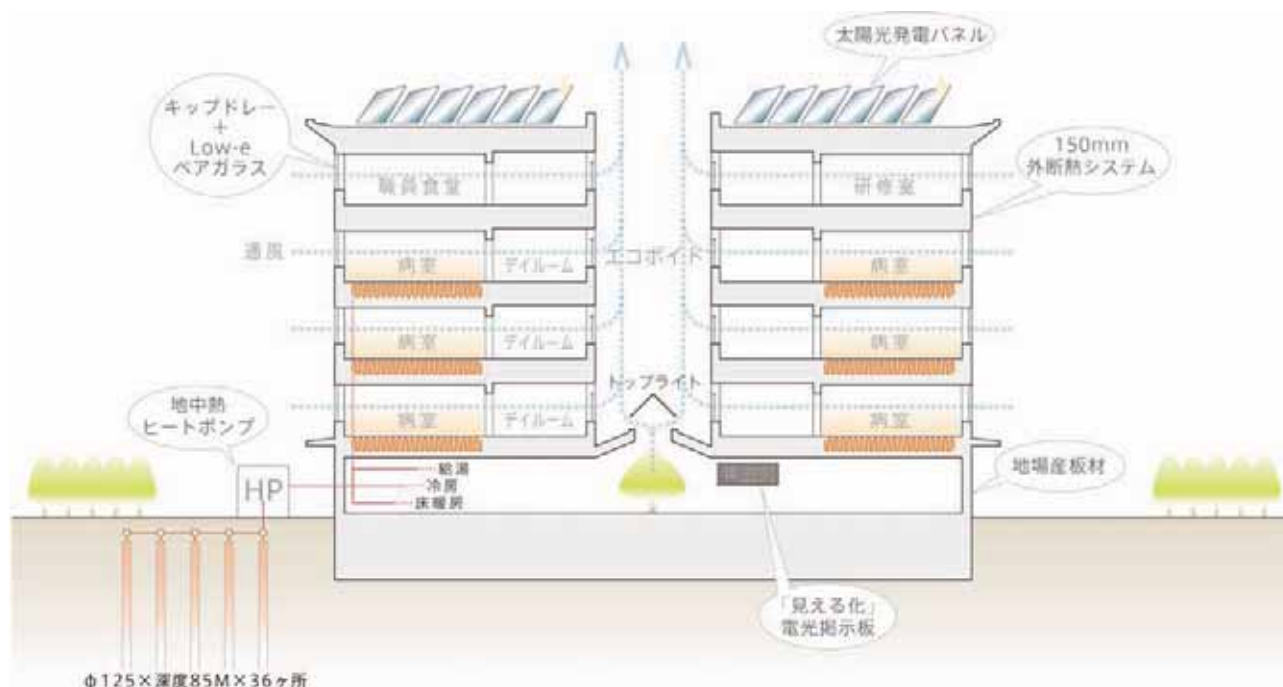 太陽光発電パネル
キップドレー
+
Low-e
ペアガラス
150mm
外断熱システム
職員食堂
研修室
通風
病室
デイルーム
エコボイド
病室
病室
デイルーム
病室
トップライト
病室
デイルーム
病室
地中熱
ヒートポンプ
HP
給湯
冷房
床暖房
地場産板材
「見える化」
電光掲示板
φ125×深度85M×36ヶ所